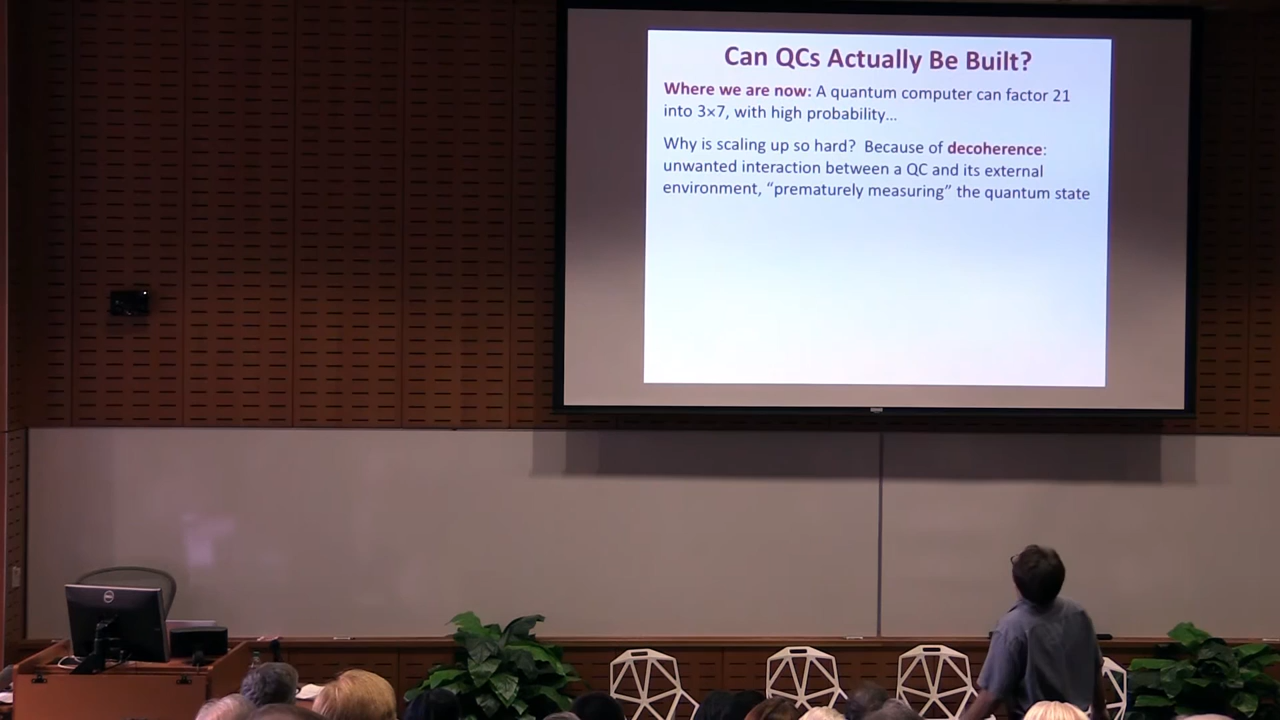 Can QCs Actually Be Built?
Where we are now: A quantum computer can factor 21
into 3×7, with high probability…
Why is scaling up so hard?  Because of decoherence:
unwanted interaction between a QC and its external
environment, “prematurely measuring” the quantum state
DELL